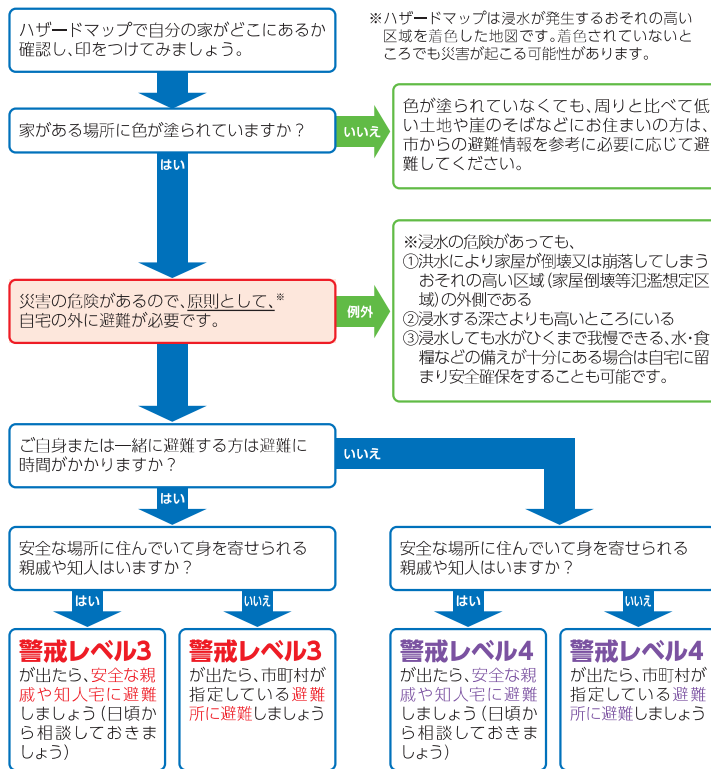 ハザードマップで自分の家がどこにあるか
確認し、印をつけてみましょう。
※ハザードマップは浸水が発生するおそれの高い
区域を着色した地図です。着色されていないと
ころでも災害が起こる可能性があります。
家がある場所に色が塗られていますか？
いいえ
色が塗られていなくても、周りと比べて低
い土地や崖のそばなどにお住まいの方は、
市からの避難情報を参考に必要に応じて避
難してください。
はい
災害の危険があるので、原則として、※
自宅の外に避難が必要です。
例外
※浸水の危険があっても、
①洪水により家屋が倒壊又は崩落してしまう
おそれの高い区域（家屋倒壊等氾濫想定区
域）の外側である
②浸水する深さよりも高いところにいる
③浸水しても水がひくまで我慢できる、水・食
糧などの備えが十分にある場合は自宅に留
まり安全確保をすることも可能です。
ご自身または一緒に避難する方は避難に
時間がかかりますか？
いいえ
はい
安全な場所に住んでいて身を寄せられる
親戚や知人はいますか？
安全な場所に住んでいて身を寄せられる
親戚や知人はいますか？
はい
いいえ
はい
いいえ
警戒レベル3
が出たら、安全な親
戚や知人宅に避難
しましょう（日頃か
ら相談しておきま
しょう）
警戒レベル3
が出たら、市町村が
指定している避難
所に避難しましょう
警戒レベル4
が出たら、安全な親
戚や知人宅に避難
しましょう（日頃か
ら相談しておきま
しょう）
警戒レベル4
が出たら、市町村が
指定している避難
所に避難しましょう